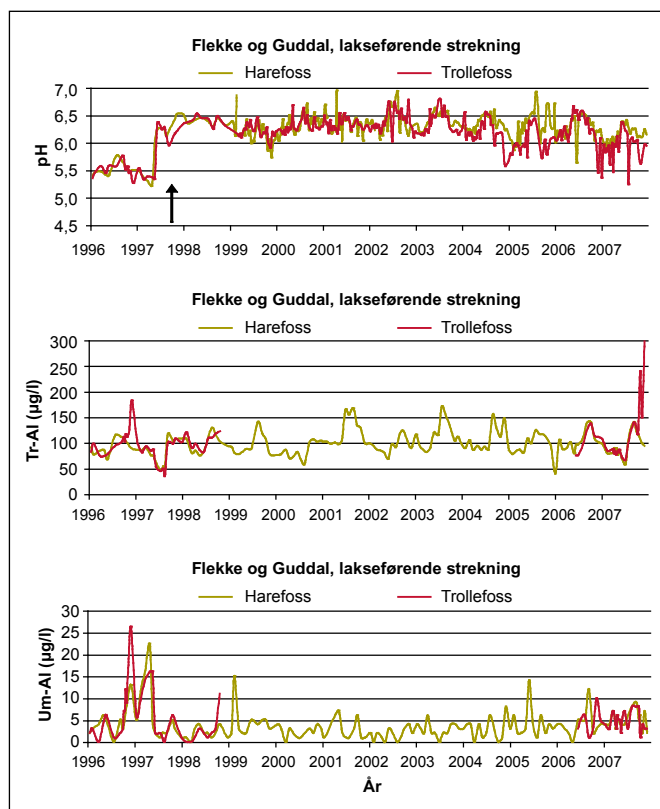 Flekke og Guddal, lakseførende strekning
Harefoss Trollefoss
pH
7,0
6,5
6,0
5,5
5,0
4,5
1996 1997 1998 1999 2000 2001 2002 2003 2004 2005 2006 2007
Flekke og Guddal, lakseførende strekning
Harefoss Trollefoss
Tr-Al (µg/l)
300
250
200
150
100
50
0
1996 1997 1998 1999 2000 2001 2002 2003 2004 2005 2006 2007
Flekke og Guddal, lakseførende strekning
Harefoss Trollefoss
Um-Al (µg/l)
30
25
20
15
10
5
0
1996 1997 1998 1999 2000 2001 2002 2003 2004 2005 2006 2007
År